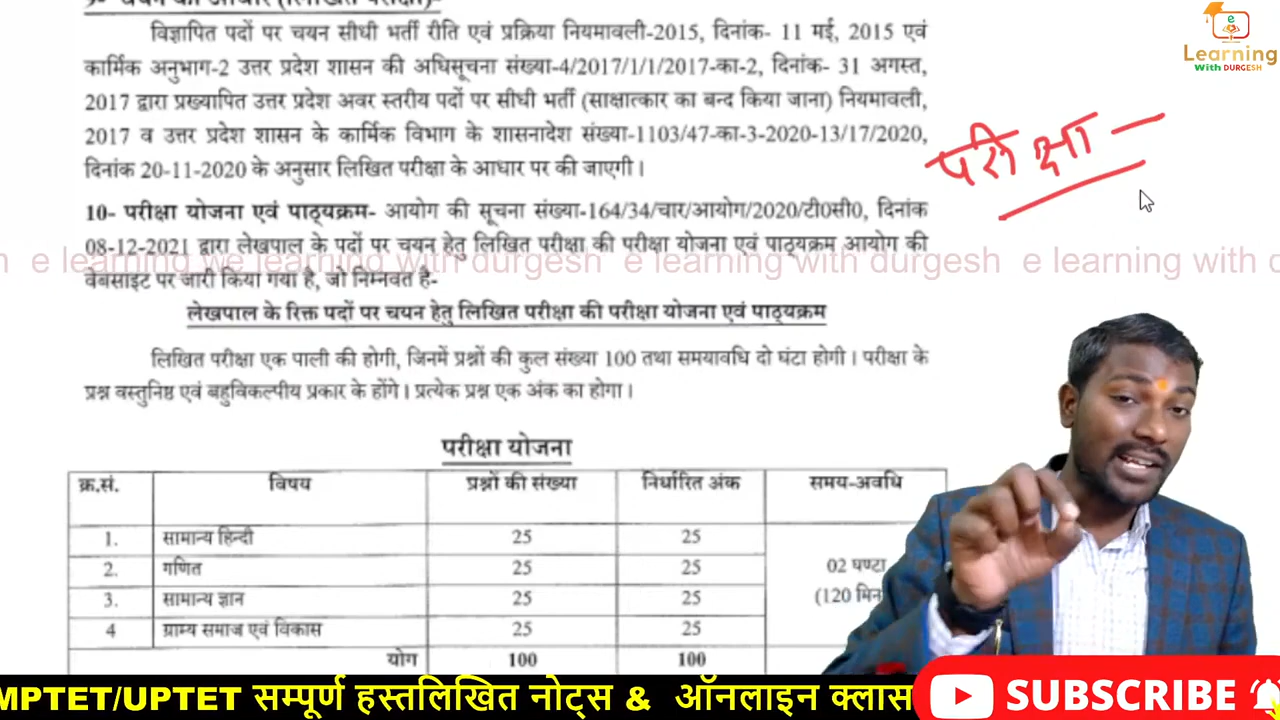 9- चयन का आधार (लिखित परीक्षा)-
विज्ञापित पदों पर चयन सीधी भर्ती रीति एवं प्रक्रिया नियमावली-2015, दिनांक- 11 मई, 2015 एवं
कार्मिक अनुभाग-2 उत्तर प्रदेश शासन की अधिसूचना संख्या-4/2017/1/1/2017-का-2, दिनांक- 31 अगस्त,
2017 द्वारा प्रख्यापित उत्तर प्रदेश अवर स्तरीय पदों पर सीधी भर्ती (साक्षात्कार का बन्द किया जाना) नियमावली,
2017 व उत्तर प्रदेश शासन के कार्मिक विभाग के शासनादेश संख्या-1103/47-का-3-2020-13/17/2020,
दिनांक 20-11-2020 के अनुसार लिखित परीक्षा के आधार पर की जाएगी।
10- परीक्षा योजना एवं पाठ्यक्रम- आयोग की सूचना संख्या-164/34/चार/आयोग/2020/टी0सी0, दिनांक
08-12-2021 द्वारा लेखपाल के पदों पर चयन हेतु लिखित परीक्षा की परीक्षा योजना एवं पाठ्यक्रम आयोग की
e learning we learning with durgesh e learning with d
वेबसाइट पर जारी किया गया है, जो निम्नवत है-
लेखपाल के रिक्त पदों पर चयन हेतु लिखित परीक्षा की परीक्षा योजना एवं पाठ्यक्रम
लिखित परीक्षा एक पाली की होगी, जिनमें प्रश्नों की कुल संख्या 100 तथा समयावधि दो घंटा होगी। परीक्षा के
प्रश्न वस्तुनिष्ठ एवं बहुविकल्पीय प्रकार के होंगे। प्रत्येक प्रश्न एक अंक का होगा।
परीक्षा योजना
क्र.सं. विषय प्रश्नों की संख्या निर्धारित अंक समय-अवधि
1. सामान्य हिन्दी 25 25
2. गणित 25 25 02 घण्टा
3. सामान्य ज्ञान 25 25 (120 मिन
4 ग्राम्य समाज एवं विकास 25 25
योग 100 100
परीक्षा —
e
Learning
With DURGESH
MPTET/UPTET सम्पूर्ण हस्तलिखित नोट्स & ऑनलाइन क्लास
SUBSCRIBE